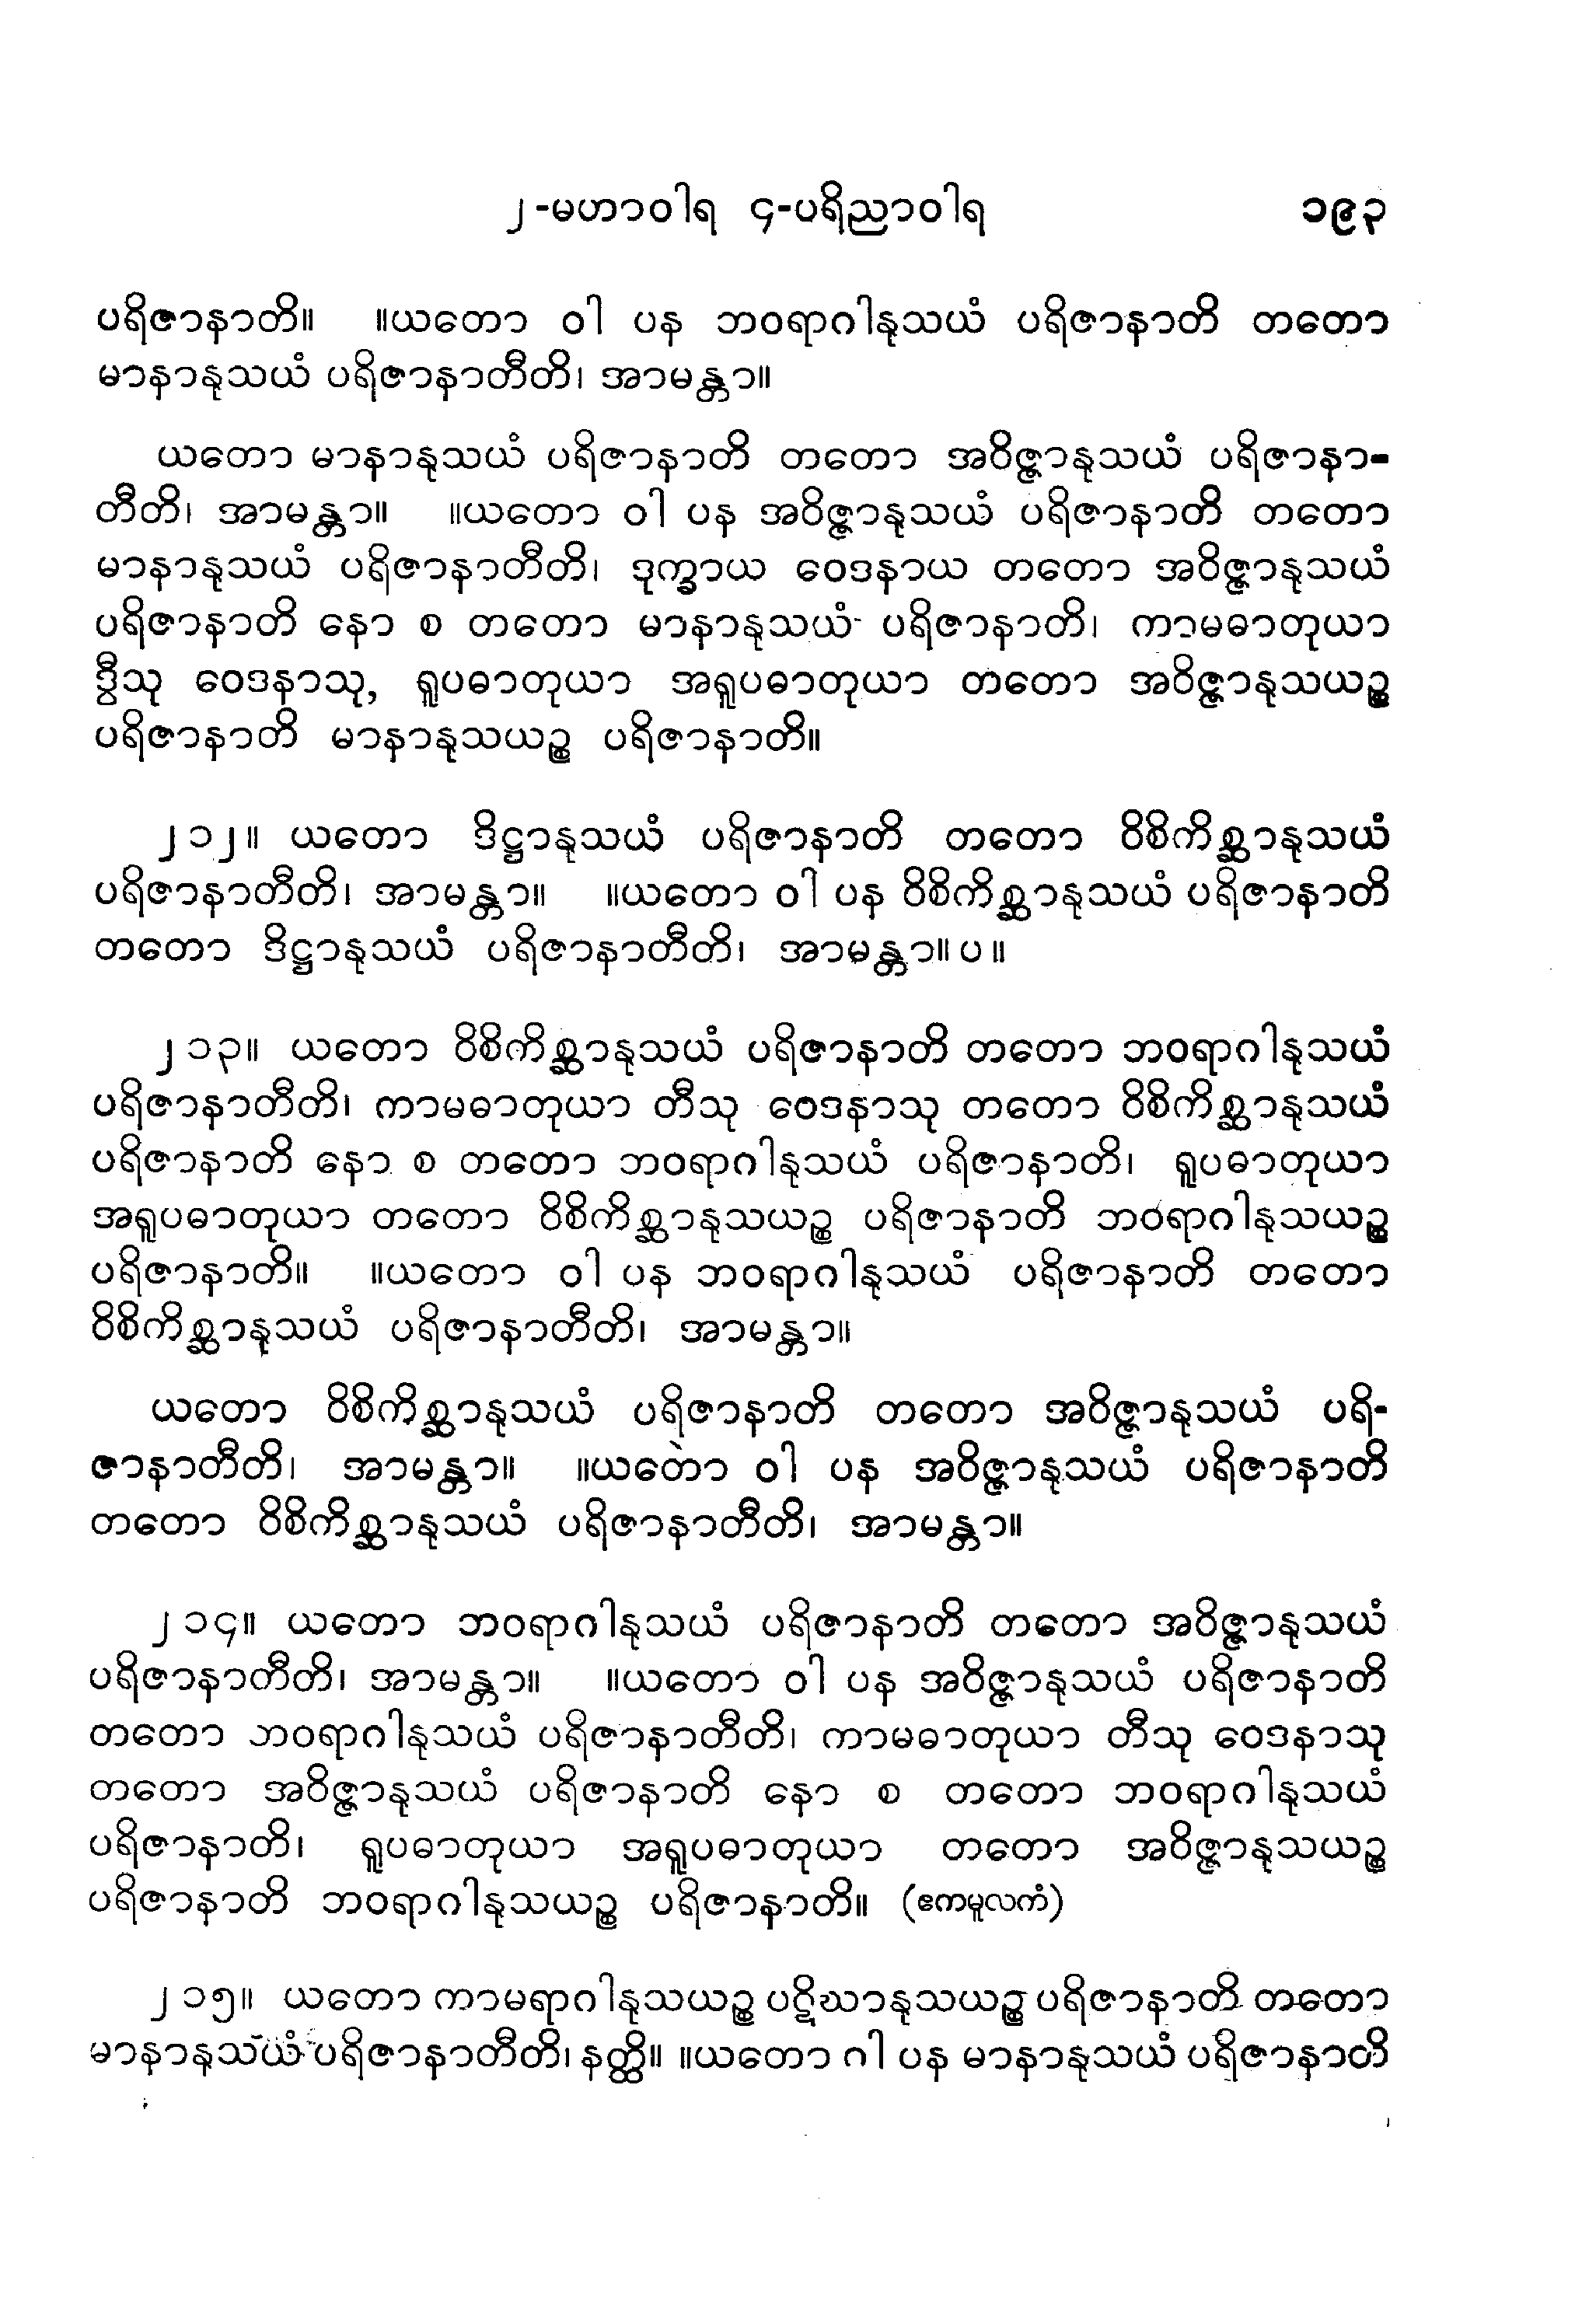 ၂-မဟာဝါရ ၄-ပရိညာဝါရ ၁၉၃
ပရိဇာနာတိ။ ။ယတော ဝါ ပန ဘဝရာဂါနုသယံ ပရိဇာနာတိ တတော
မာနာနုသယံ ပရိဇာနာတီတိ၊ အာမန္တာ။
ယတော မာနာနုသယံ ပရိဇာနာတိ တတော အဝိဇ္ဇာနုသယံ ပရိဇာနာ-
တီတိ၊ အာမန္တာ။ ။ယတော ဝါ ပန အဝိဇ္ဇာနုသယံ ပရိဇာနာတိ တတော
မာနာနုသယံ ပရိဇာနာတီတိ၊ ဒုက္ခာယ ဝေဒနာယ တတော အဝိဇ္ဇာနုသယံ
ပရိဇာနာတိ နော စ တတော မာနာနုသယံ ပရိဇာနာတိ၊ ကာမဓာတုယာ
ဒွီသု ဝေဒနာသု, ရူပဓာတုယာ အရူပဓာတုယာ တတော အဝိဇ္ဇာနုသယဉ္စ
ပရိဇာနာတိ မာနာနုသယဉ္စ ပရိဇာနာတိ။
၂၁၂။ ယတော ဒိဋ္ဌာနုသယံ ပရိဇာနာတိ တတော ဝိစိကိစ္ဆာနုသယံ
ပရိဇာနာတီတိ၊ အာမန္တာ။ ။ယတော ဝါ ပန ဝိစိကိစ္ဆာနုသယံ ပရိဇာနာတိ
တတော ဒိဋ္ဌာနုသယံ ပရိဇာနာတီတိ၊ အာမန္တာ။ ပ ။
၂၁၃။ ယတော ဝိစိကိစ္ဆာနုသယံ ပရိဇာနာတိ တတော ဘဝရာဂါနုသယံ
ပရိဇာနာတီတိ၊ ကာမဓာတုယာ တီသု ဝေဒနာသု တတော ဝိစိကိစ္ဆာနုသယံ
ပရိဇာနာတိ နော စ တတော ဘဝရာဂါနုသယံ ပရိဇာနာတိ၊ ရူပဓာတုယာ
အရူပဓာတုယာ တတော ဝိစိကိစ္ဆာနုသယဉ္စ ပရိဇာနာတိ ဘဝရာဂါနုသယဉ္စ
ပရိဇာနာတိ။ ။ယတော ဝါ ပန ဘဝရာဂါနုသယံ ပရိဇာနာတိ တတော
ဝိစိကိစ္ဆာနုသယံ ပရိဇာနာတီတိ၊ အာမန္တာ။
ယတော ဝိစိကိစ္ဆာနုသယံ ပရိဇာနာတိ တတော အဝိဇ္ဇာနုသယံ ပရိ-
ဇာနာတီတိ၊ အာမန္တာ။ ။ယတော ဝါ ပန အဝိဇ္ဇာနုသယံ ပရိဇာနာတိ
တတော ဝိစိကိစ္ဆာနုသယံ ပရိဇာနာတီတိ၊ အာမန္တာ။
၂၁၄။ ယတော ဘဝရာဂါနုသယံ ပရိဇာနာတိ တတော အဝိဇ္ဇာနုသယံ
ပရိဇာနာတီတိ၊ အာမန္တာ။ ။ယတော ဝါ ပန အဝိဇ္ဇာနုသယံ ပရိဇာနာတိ
တတော ဘဝရာဂါနုသယံ ပရိဇာနာတီတိ၊ ကာမဓာတုယာ တီသု ဝေဒနာသု
တတော အဝိဇ္ဇာနုသယံ ပရိဇာနာတိ နော စ တတော ဘဝရာဂါနုသယံ
ပရိဇာနာတိ၊ ရူပဓာတုယာ အရူပဓာတုယာ တတော အဝိဇ္ဇာနုသယဉ္စ
ပရိဇာနာတိ ဘဝရာဂါနုသယဉ္စ ပရိဇာနာတိ။ (ဧကမူလကံ)
၂၁၅။ ယတော ကာမရာဂါနုသယဉ္စ ပဋိဃာနုသယဉ္စ ပရိဇာနာတိ တတော
မာနာနုသယံ ပရိဇာနာတီတိ၊ နတ္ထိ။ ။ယတော ဂါ ပန မာနာနုသယံ ပရိဇာနာတိ